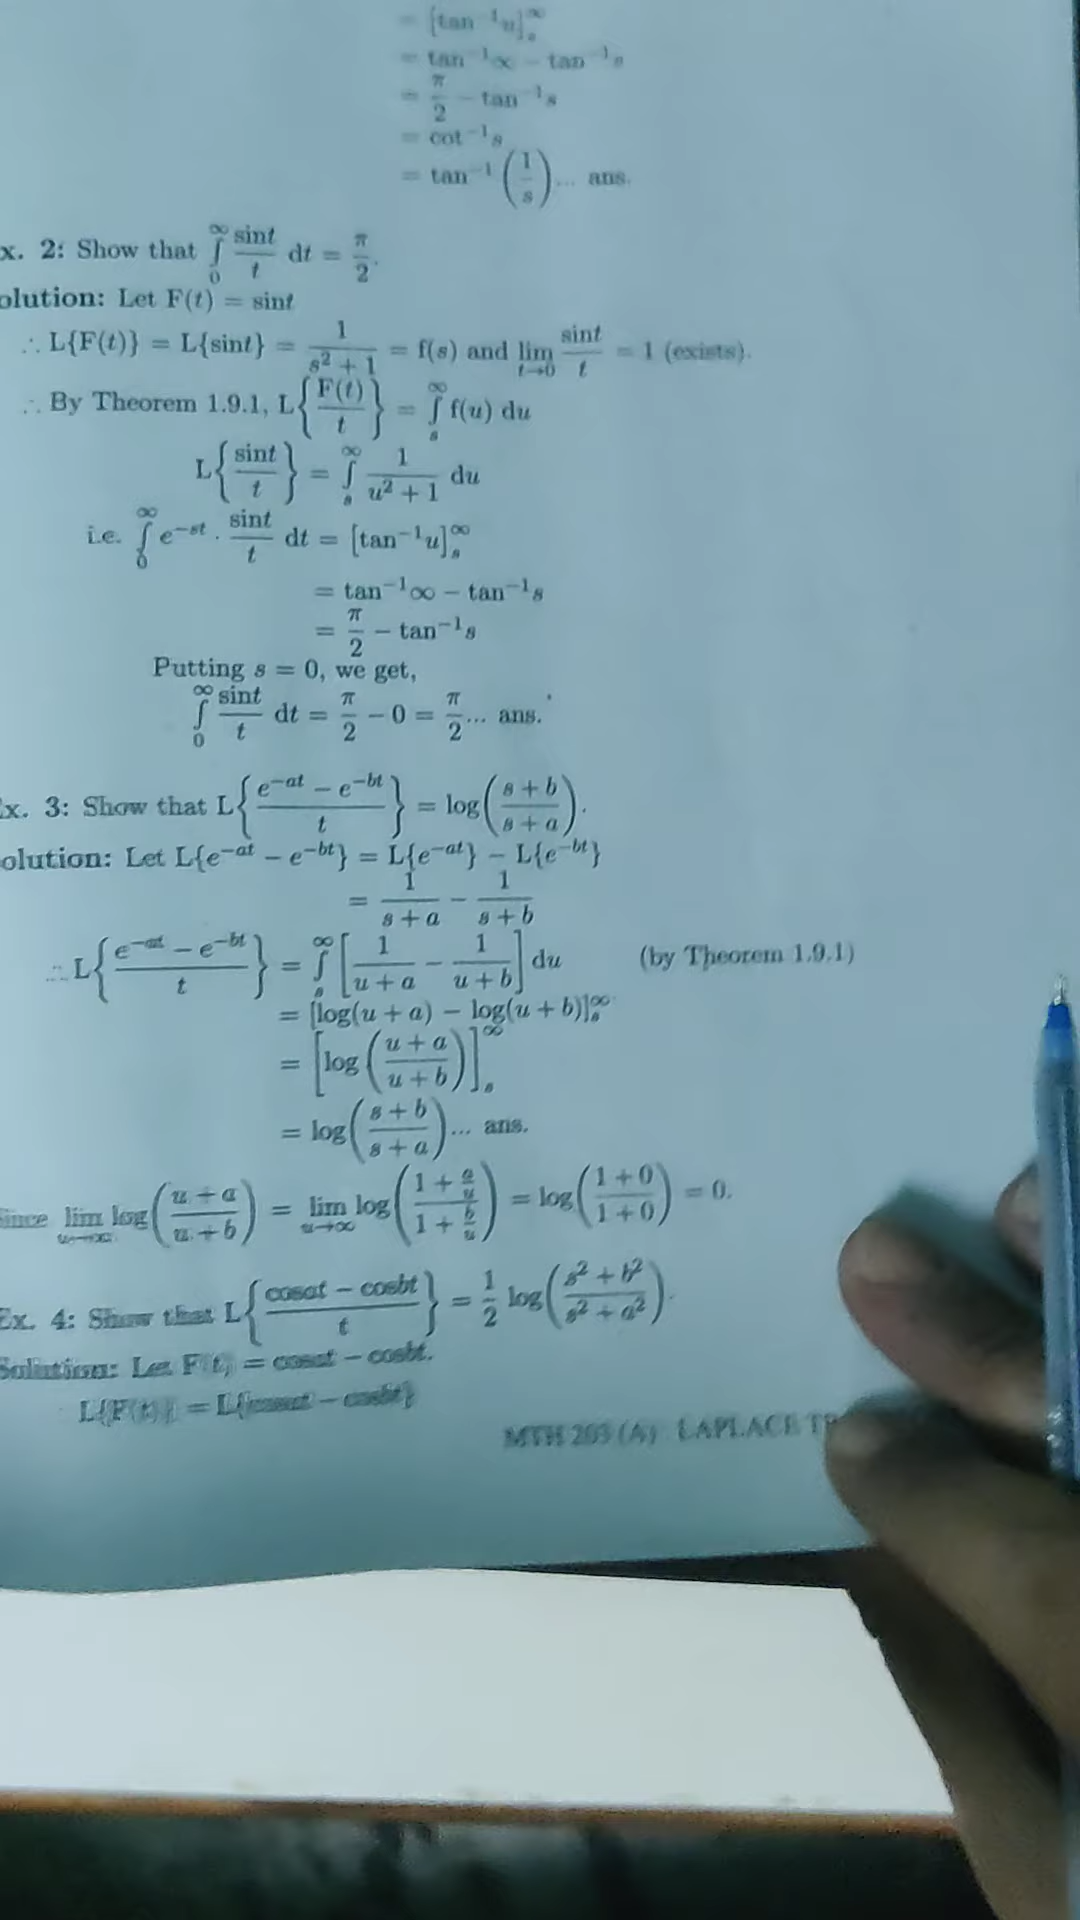 = [tan⁻¹u]ₛ^∞
= tan⁻¹∞ − tan⁻¹s
= π/2 − tan⁻¹s
= cot⁻¹s
= tan⁻¹(1/s)... ans.
x. 2: Show that ∫₀^∞ sint/t dt = π/2.
olution: Let F(t) = sint
∴ L{F(t)} = L{sint} = 1/(s² + 1) = f(s) and lim_{t→0} sint/t = 1 (exists).
∴ By Theorem 1.9.1, L{F(t)/t} = ∫ₛ^∞ f(u) du
L{sint/t} = ∫ₛ^∞ 1/(u² + 1) du
i.e. ∫₀^∞ e^{−st} · sint/t dt = [tan⁻¹u]ₛ^∞
= tan⁻¹∞ − tan⁻¹s
= π/2 − tan⁻¹s
Putting s = 0, we get,
∫₀^∞ sint/t dt = π/2 − 0 = π/2... ans.
x. 3: Show that L{(e^{−at} − e^{−bt})/t} = log((s + b)/(s + a)).
olution: Let L{e^{−at} − e^{−bt}} = L{e^{−at}} − L{e^{−bt}}
= 1/(s + a) − 1/(s + b)
∴ L{(e^{−at} − e^{−bt})/t} = ∫ₛ^∞ [1/(u + a) − 1/(u + b)] du (by Theorem 1.9.1)
= [log(u + a) − log(u + b)]ₛ^∞
= [log((u + a)/(u + b))]ₛ^∞
= log((s + b)/(s + a))... ans.
ince lim_{u→∞} log((u + a)/(u + b)) = lim_{u→∞} log((1 + a/u)/(1 + b/u)) = log((1 + 0)/(1 + 0)) = 0.
Ex. 4: Show that L{(cosat − cosbt)/t} = 1/2 log((s² + b²)/(s² + a²)).
Solution: Let F(t) = cosat − cosbt.
L{F(t)} = L{cosat − cosbt}
MTH 203 (A) LAPLACE TR